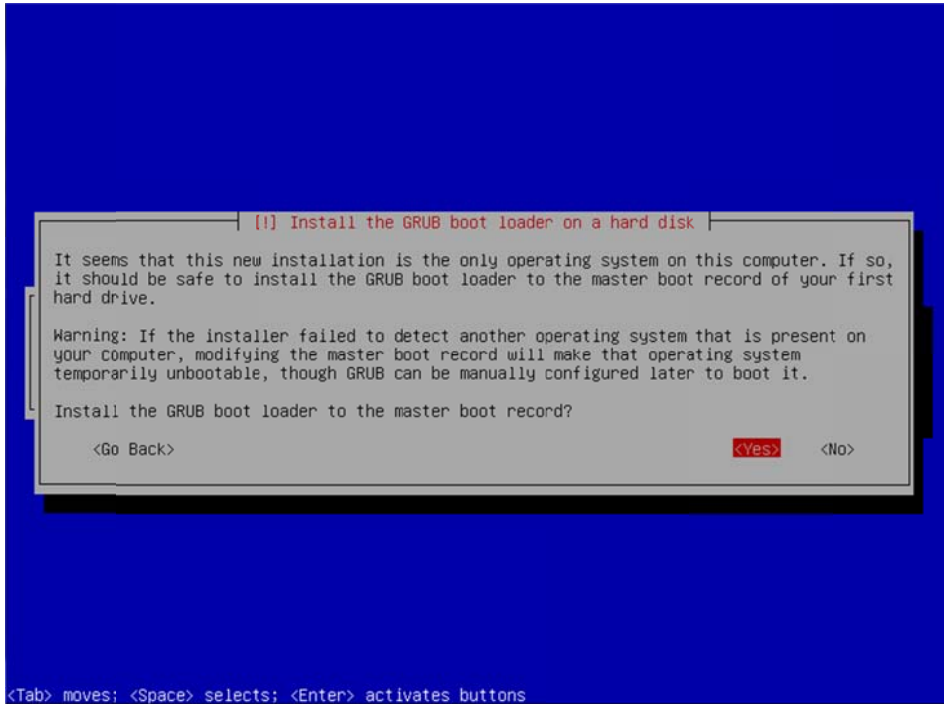 [!] Install the GRUB boot loader on a hard disk
It seems that this new installation is the only operating system on this computer. If so,
it should be safe to install the GRUB boot loader to the master boot record of your first
hard drive.
Warning: If the installer failed to detect another operating system that is present on
your computer, modifying the master boot record will make that operating system
temporarily unbootable, though GRUB can be manually configured later to boot it.
Install the GRUB boot loader to the master boot record?
<Go Back> <Yes> <No>
<Tab> moves; <Space> selects; <Enter> activates buttons